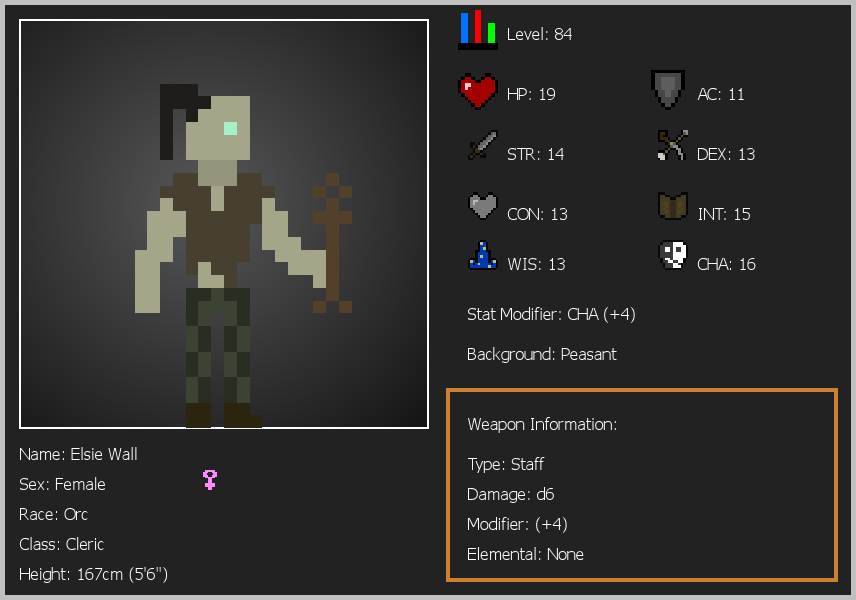 Level: 84
HP: 19
AC: 11
STR: 14
DEX: 13
CON: 13
INT: 15
WIS: 13
CHA: 16
Stat Modifier: CHA (+4)
Background: Peasant
Weapon Information:
Type: Staff
Damage: d6
Modifier: (+4)
Elemental: None
Name: Elsie Wall
Sex: Female
Race: Orc
Class: Cleric
Height: 167cm (5'6")